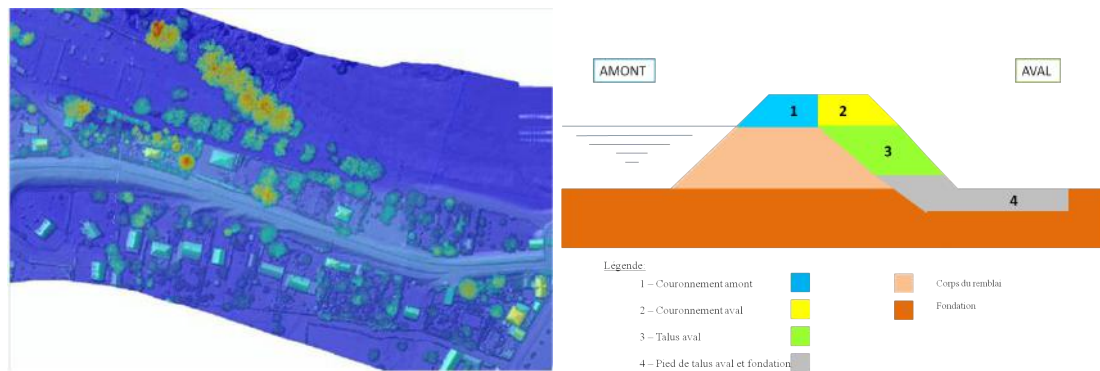 AMONT
AVAL
1
2
3
4
Légende
1 – Couronnement amont
2 – Couronnement aval
3 – Talus aval
4 – Pied de talus aval et fondation
Corps du remblai
Fondation